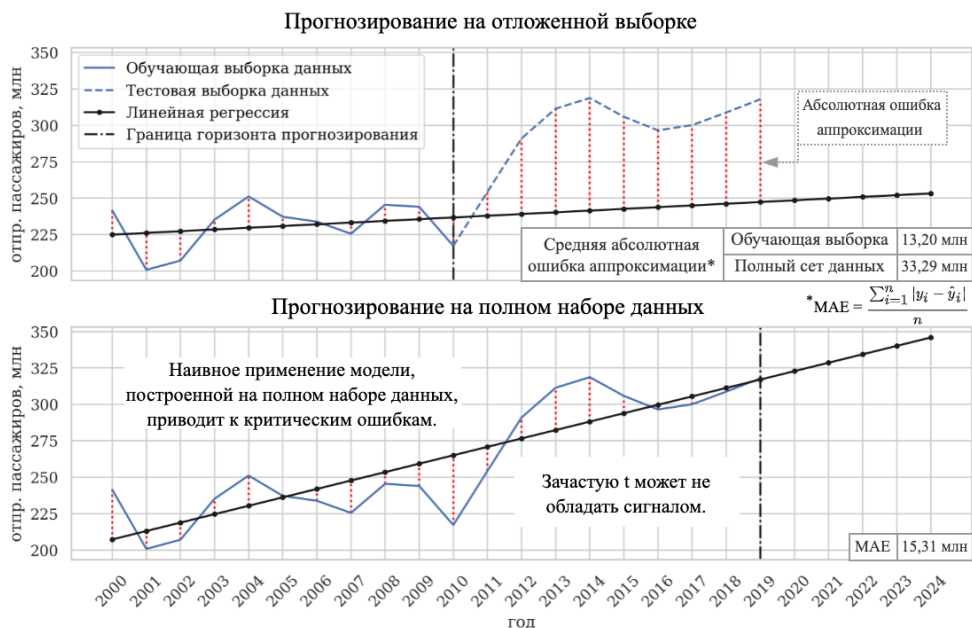 Прогнозирование на отложенной выборке
отпр. пассажиров, млн
350
325
300
275
250
225
200
Обучающая выборка данных
Тестовая выборка данных
Линейная регрессия
Граница горизонта прогнозирования
Абсолютная ошибка
аппроксимации
Средняя абсолютная
ошибка аппроксимации*
Обучающая выборка 13,20 млн
Полный сет данных 33,29 млн
*MAE = \frac{\sum_{i=1}^{n} |y_i - \hat{y}_i|}{n}
Прогнозирование на полном наборе данных
отпр. пассажиров, млн
350
325
300
275
250
225
200
Наивное применение модели,
построенной на полном наборе данных,
приводит к критическим ошибкам.
Зачастую t может не
обладать сигналом.
MAE 15,31 млн
2000 2001 2002 2003 2004 2005 2006 2007 2008 2009 2010 2011 2012 2013 2014 2015 2016 2017 2018 2019 2020 2021 2022 2023 2024
год